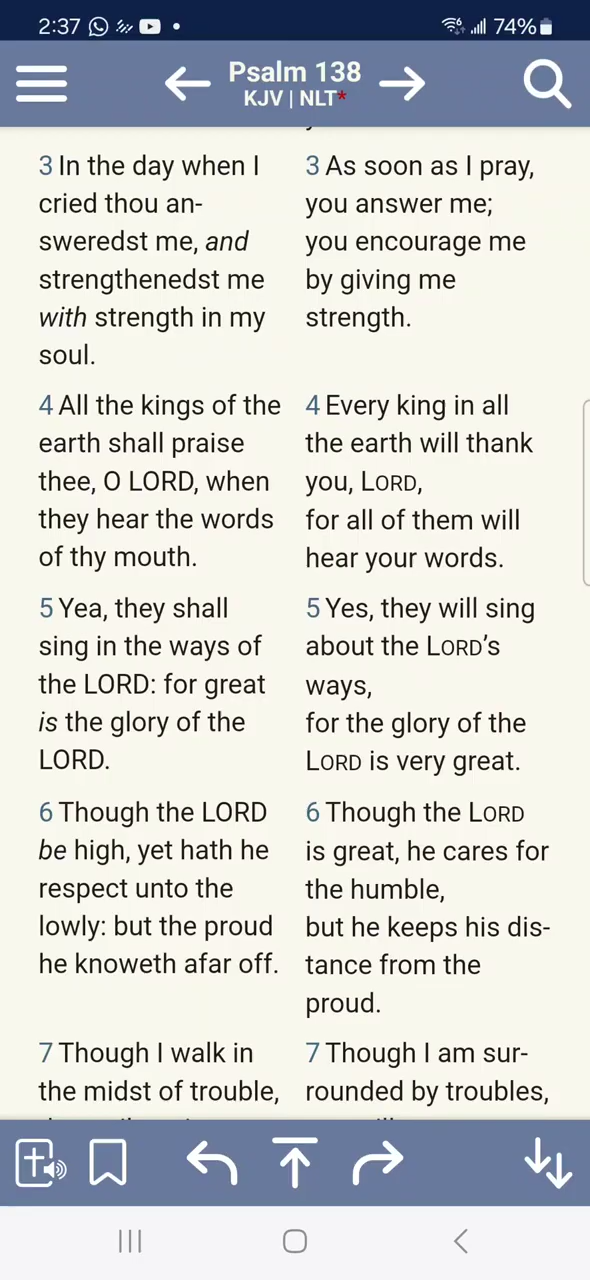 2:37 74%
Psalm 138
KJV | NLT*
3 In the day when I
cried thou an-
sweredst me, and
strengthenedst me
with strength in my
soul.
3 As soon as I pray,
you answer me;
you encourage me
by giving me
strength.
4 All the kings of the
earth shall praise
thee, O LORD, when
they hear the words
of thy mouth.
4 Every king in all
the earth will thank
you, LORD,
for all of them will
hear your words.
5 Yea, they shall
sing in the ways of
the LORD: for great
is the glory of the
LORD.
5 Yes, they will sing
about the LORD’s
ways,
for the glory of the
LORD is very great.
6 Though the LORD
be high, yet hath he
respect unto the
lowly: but the proud
he knoweth afar off.
6 Though the LORD
is great, he cares for
the humble,
but he keeps his dis-
tance from the
proud.
7 Though I walk in
the midst of trouble,
7 Though I am sur-
rounded by troubles,